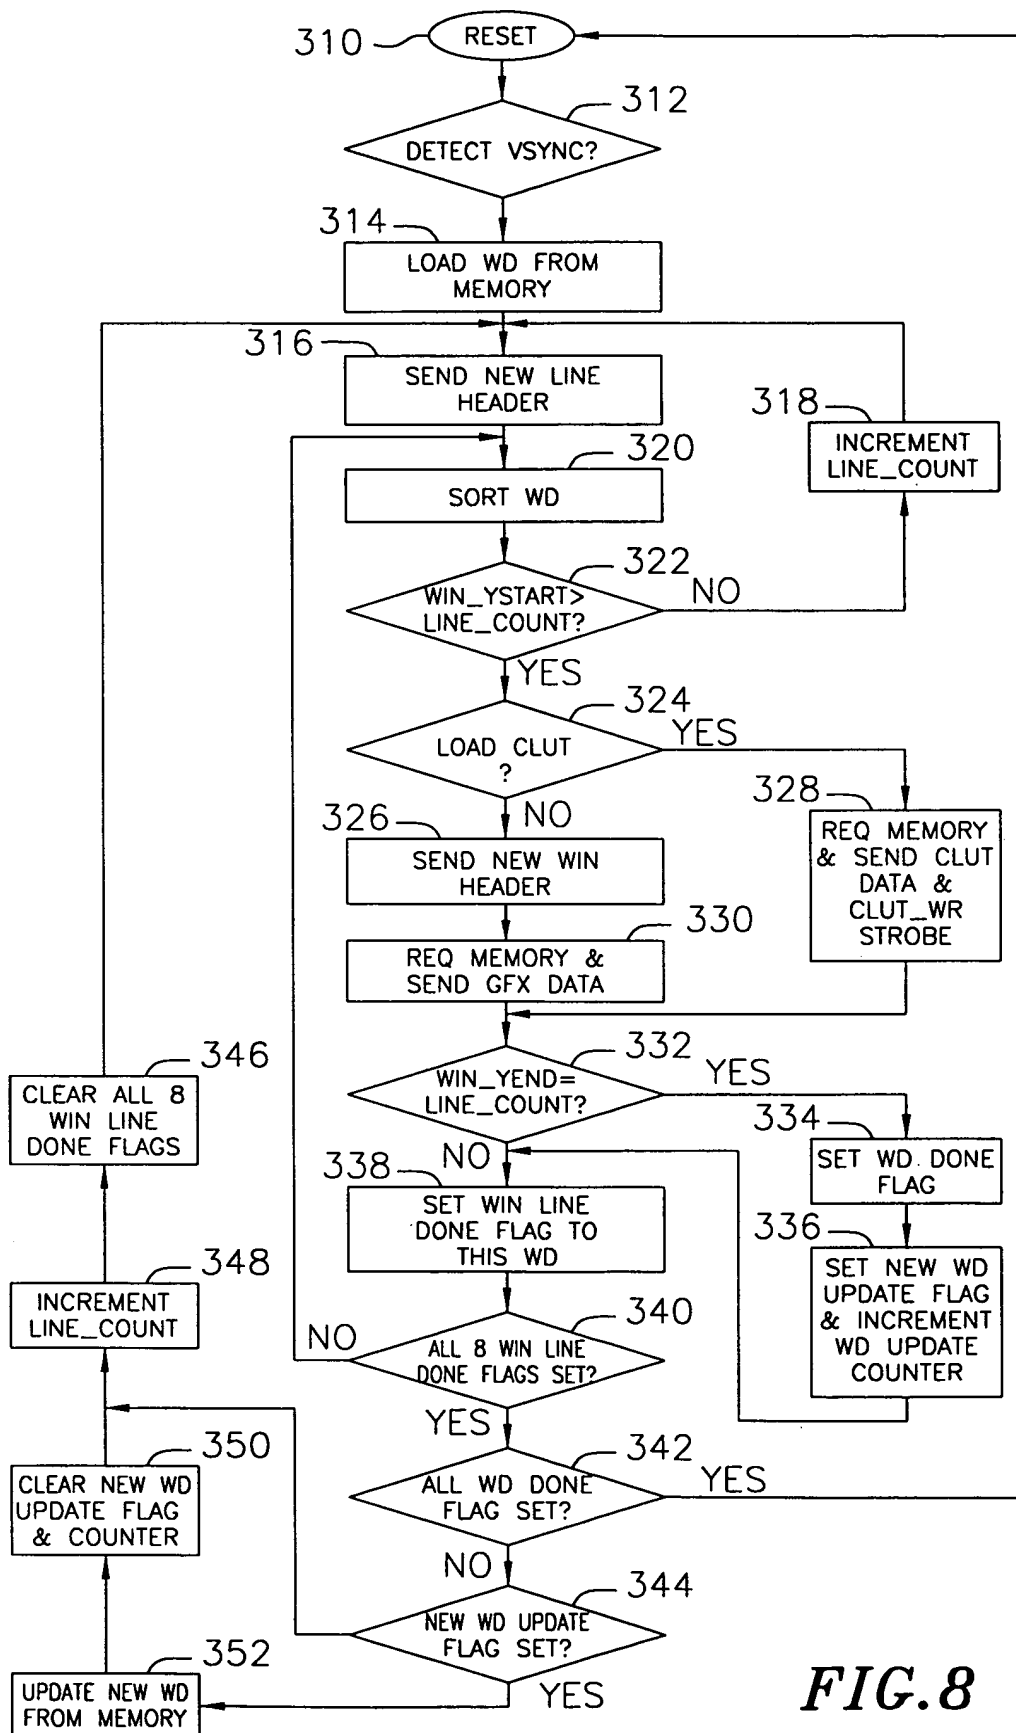 310
RESET
312
DETECT VSYNC?
314
LOAD WD FROM
MEMORY
316
SEND NEW LINE
HEADER
318
INCREMENT
LINE_COUNT
320
SORT WD
322
WIN_YSTART>
LINE_COUNT?
NO
YES
324
LOAD CLUT
?
YES
NO
326
SEND NEW WIN
HEADER
328
REQ MEMORY
& SEND CLUT
DATA &
CLUT_WR
STROBE
330
REQ MEMORY &
SEND GFX DATA
332
WIN_YEND=
LINE_COUNT?
YES
NO
334
SET WD DONE
FLAG
336
SET NEW WD
UPDATE FLAG
& INCREMENT
WD UPDATE
COUNTER
338
SET WIN LINE
DONE FLAG TO
THIS WD
340
ALL 8 WIN LINE
DONE FLAGS SET?
NO
YES
342
ALL WD DONE
FLAG SET?
YES
NO
344
NEW WD UPDATE
FLAG SET?
YES
346
CLEAR ALL 8
WIN LINE
DONE FLAGS
348
INCREMENT
LINE_COUNT
350
CLEAR NEW WD
UPDATE FLAG
& COUNTER
352
UPDATE NEW WD
FROM MEMORY
FIG.8